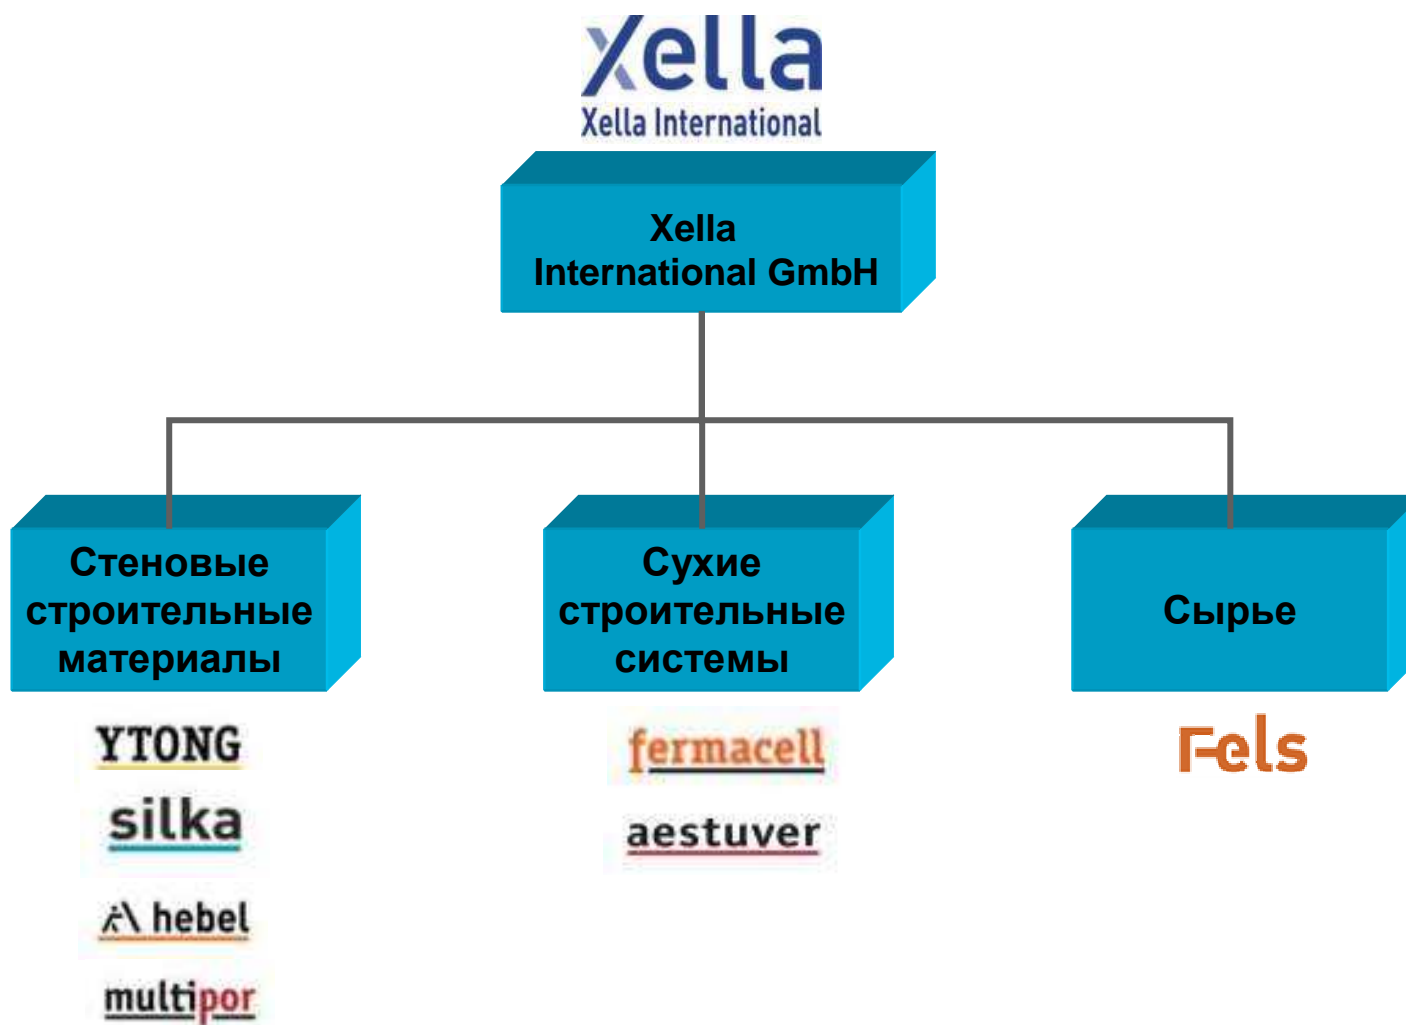 Xella
Xella International
Xella
International GmbH
Стеновые
строительные
материалы
Сухие
строительные
системы
Сырье
YTONG
silka
hebel
multipor
fermacell
aestuver
Fels